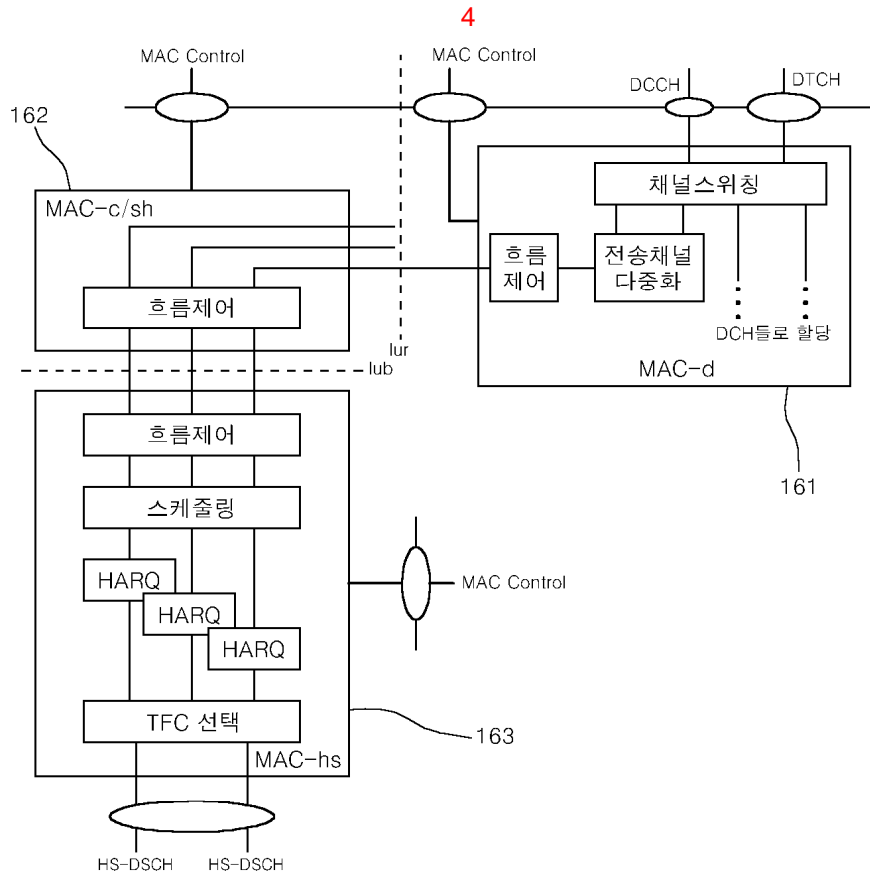 4
MAC Control
MAC Control
DCCH
DTCH
162
MAC-c/sh
채널스위칭
흐름
제어
전송채널
다중화
흐름제어
DCH들로 할당
Iur
Iub
MAC-d
흐름제어
161
스케줄링
HARQ
HARQ
HARQ
MAC Control
TFC 선택
163
MAC-hs
HS-DSCH
HS-DSCH